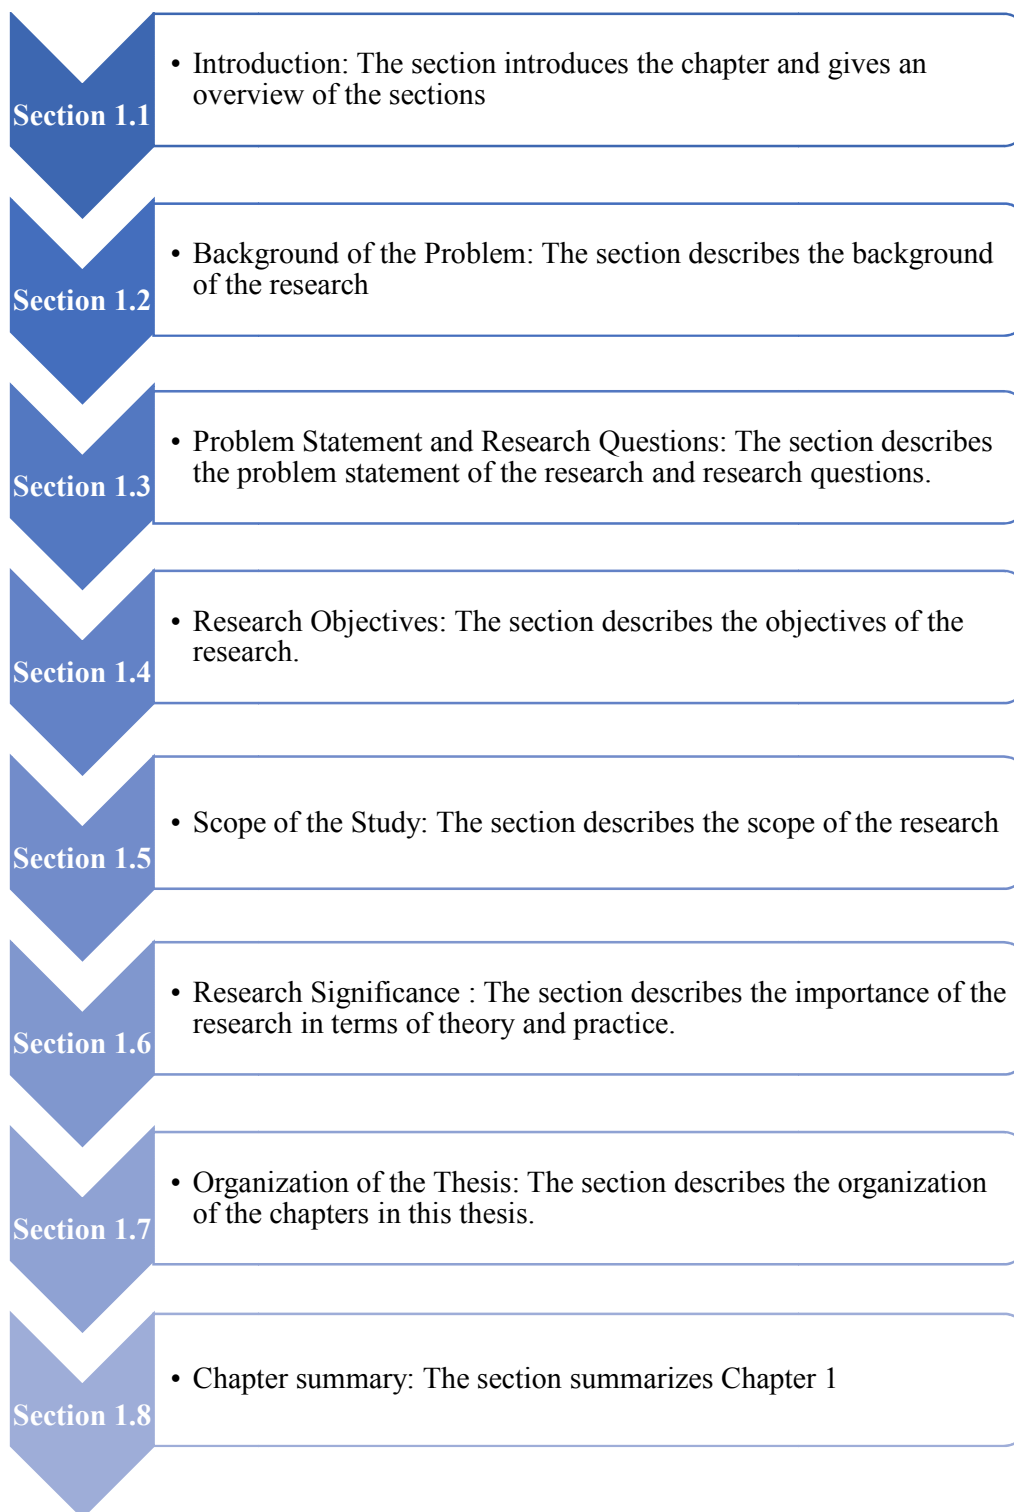 Section 1.1
• Introduction: The section introduces the chapter and gives an
overview of the sections
Section 1.2
• Background of the Problem: The section describes the background
of the research
Section 1.3
• Problem Statement and Research Questions: The section describes
the problem statement of the research and research questions.
Section 1.4
• Research Objectives: The section describes the objectives of the
research.
Section 1.5
• Scope of the Study: The section describes the scope of the research
Section 1.6
• Research Significance : The section describes the importance of the
research in terms of theory and practice.
Section 1.7
• Organization of the Thesis: The section describes the organization
of the chapters in this thesis.
Section 1.8
• Chapter summary: The section summarizes Chapter 1